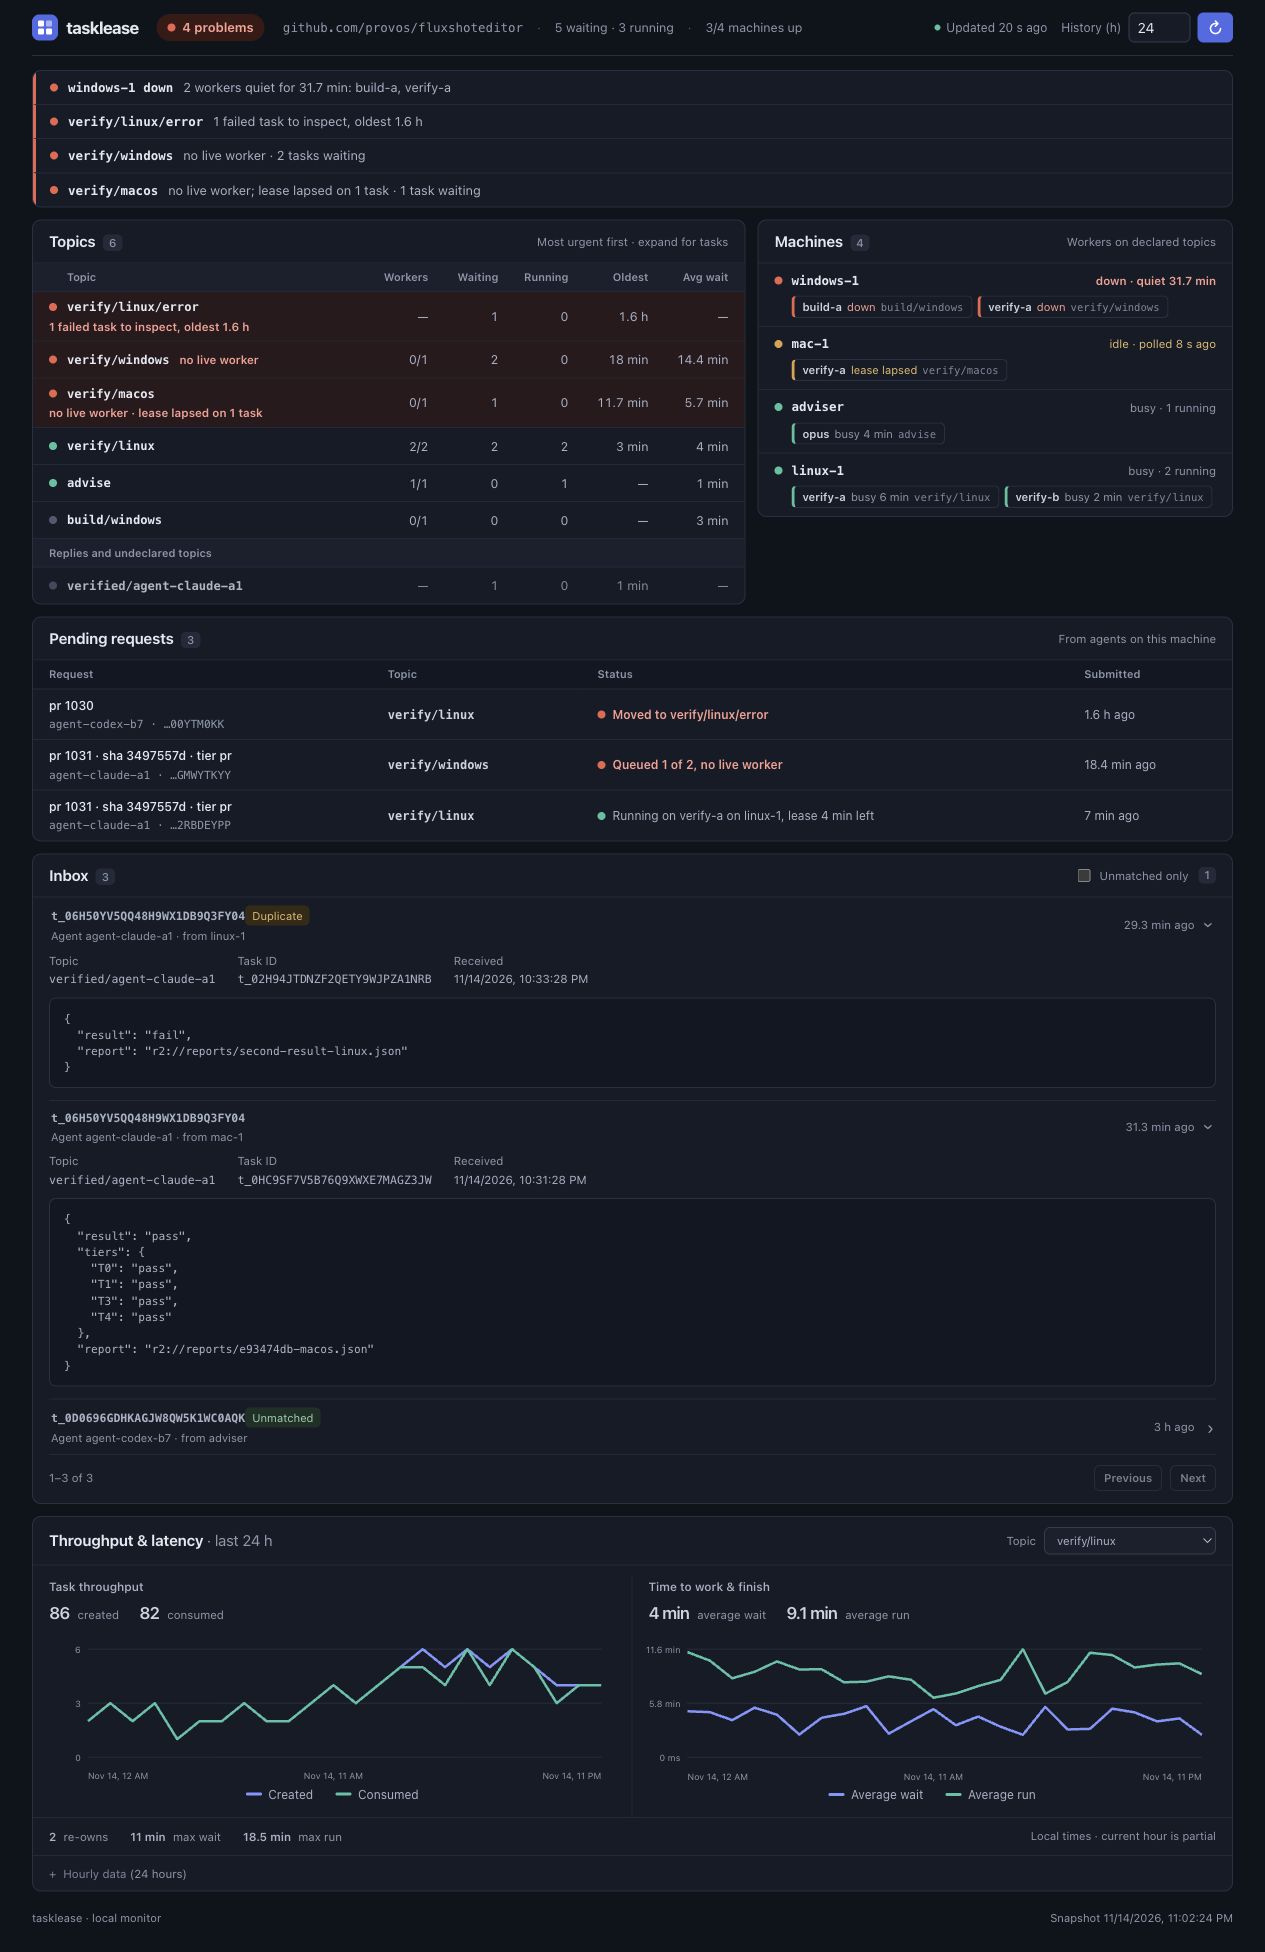 tasklease 4 problems github.com/provos/fluxshoteditor · 5 waiting · 3 running · 3/4 machines up Updated 20 s ago History (h) 24
windows-1 down 2 workers quiet for 31.7 min: build-a, verify-a
verify/linux/error 1 failed task to inspect, oldest 1.6 h
verify/windows no live worker · 2 tasks waiting
verify/macos no live worker; lease lapsed on 1 task · 1 task waiting
Topics 6 Most urgent first · expand for tasks
Topic Workers Waiting Running Oldest Avg wait
verify/linux/error — 1 0 1.6 h —
1 failed task to inspect, oldest 1.6 h
verify/windows no live worker 0/1 2 0 18 min 14.4 min
verify/macos 0/1 1 0 11.7 min 5.7 min
no live worker · lease lapsed on 1 task
verify/linux 2/2 2 2 3 min 4 min
advise 1/1 0 1 — 1 min
build/windows 0/1 0 0 — 3 min
Replies and undeclared topics
verified/agent-claude-a1 — 1 0 1 min —
Machines 4 Workers on declared topics
windows-1 down · quiet 31.7 min
build-a down build/windows verify-a down verify/windows
mac-1 idle · polled 8 s ago
verify-a lease lapsed verify/macos
adviser busy · 1 running
opus busy 4 min advise
linux-1 busy · 2 running
verify-a busy 6 min verify/linux verify-b busy 2 min verify/linux
Pending requests 3 From agents on this machine
Request Topic Status Submitted
pr 1030
agent-codex-b7 · …00YTM0KK verify/linux Moved to verify/linux/error 1.6 h ago
pr 1031 · sha 3497557d · tier pr
agent-claude-a1 · …GMWYTKYY verify/windows Queued 1 of 2, no live worker 18.4 min ago
pr 1031 · sha 3497557d · tier pr
agent-claude-a1 · …2RBDEYPP verify/linux Running on verify-a on linux-1, lease 4 min left 7 min ago
Inbox 3 Unmatched only 1
t_06H50YV5QQ48H9WX1DB9Q3FY04 Duplicate 29.3 min ago
Agent agent-claude-a1 · from linux-1
Topic Task ID Received
verified/agent-claude-a1 t_02H94JTDNZF2QETY9WJPZA1NRB 11/14/2026, 10:33:28 PM
{
"result": "fail",
"report": "r2://reports/second-result-linux.json"
}
t_06H50YV5QQ48H9WX1DB9Q3FY04 31.3 min ago
Agent agent-claude-a1 · from mac-1
Topic Task ID Received
verified/agent-claude-a1 t_0HC9SF7V5B76Q9XWXE7MAGZ3JW 11/14/2026, 10:31:28 PM
{
"result": "pass",
"tiers": {
"T0": "pass",
"T1": "pass",
"T3": "pass",
"T4": "pass"
},
"report": "r2://reports/e93474db-macos.json"
}
t_0D0696GDHKAGJW8QW5K1WC0AQK Unmatched 3 h ago
Agent agent-codex-b7 · from adviser
1–3 of 3 Previous Next
Throughput & latency · last 24 h Topic verify/linux
Task throughput
86 created 82 consumed
6
3
0
Nov 14, 12 AM Nov 14, 11 AM Nov 14, 11 PM
Created Consumed
Time to work & finish
4 min average wait 9.1 min average run
11.6 min
5.8 min
0 ms
Nov 14, 12 AM Nov 14, 11 AM Nov 14, 11 PM
Average wait Average run
2 re-owns 11 min max wait 18.5 min max run Local times · current hour is partial
+ Hourly data (24 hours)
tasklease · local monitor Snapshot 11/14/2026, 11:02:24 PM